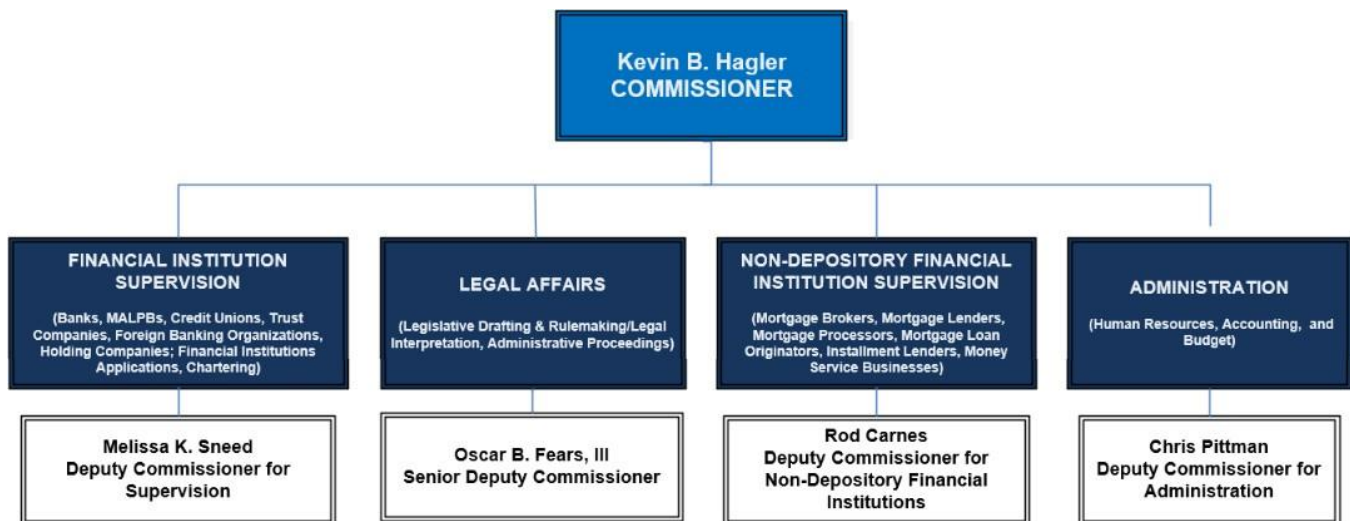 Kevin B. Hagler
COMMISSIONER
FINANCIAL INSTITUTION
SUPERVISION
(Banks, MALPBs, Credit Unions, Trust
Companies, Foreign Banking Organizations,
Holding Companies; Financial Institutions
Applications, Chartering)
Melissa K. Sneed
Deputy Commissioner for
Supervision
LEGAL AFFAIRS
(Legislative Drafting & Rulemaking/Legal
Interpretation, Administrative Proceedings)
Oscar B. Fears, III
Senior Deputy Commissioner
NON-DEPOSITORY FINANCIAL
INSTITUTION SUPERVISION
(Mortgage Brokers, Mortgage Lenders,
Mortgage Processors, Mortgage Loan
Originators, Installment Lenders, Money
Service Businesses)
Rod Carnes
Deputy Commissioner for
Non-Depository Financial
Institutions
ADMINISTRATION
(Human Resources, Accounting, and
Budget)
Chris Pittman
Deputy Commissioner for
Administration